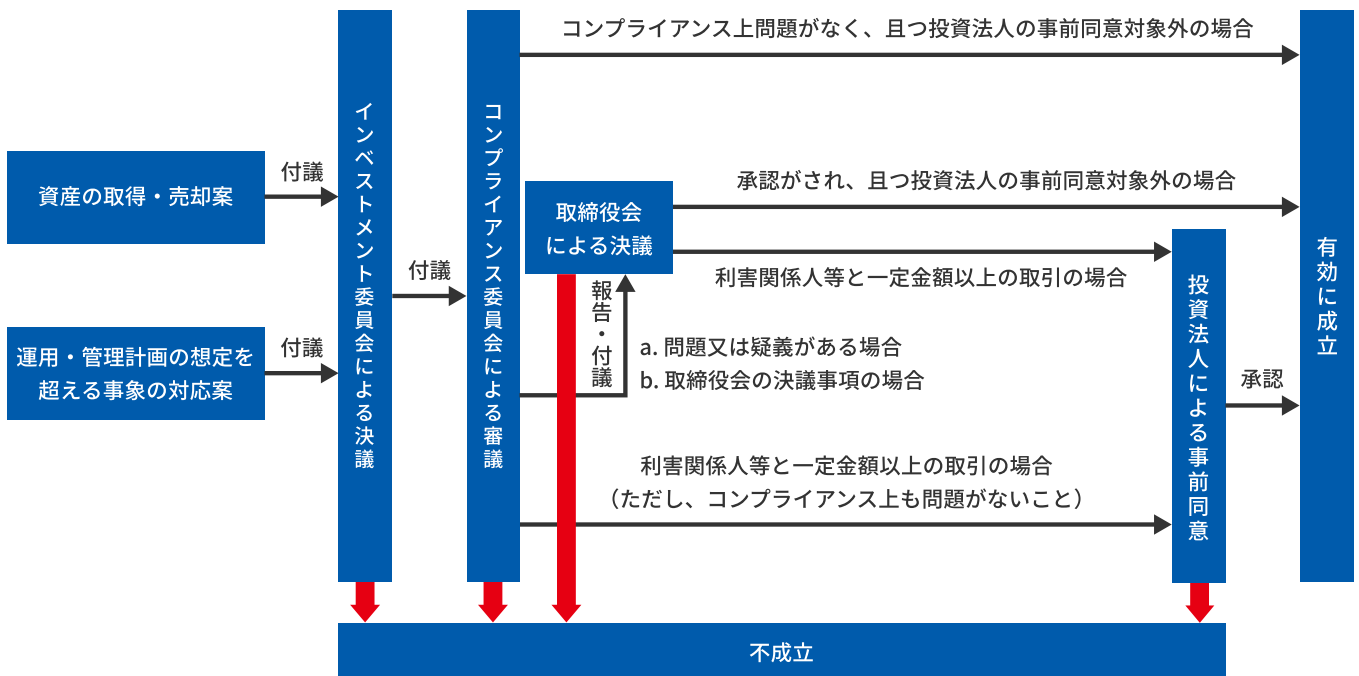 資産の取得・売却案
運用・管理計画の想定を
超える事象の対応案
付議
付議
インベストメント委員会による決議
付議
コンプライアンス委員会による審議
コンプライアンス上問題がなく、且つ投資法人の事前同意対象外の場合
取締役会
による決議
承認がされ、且つ投資法人の事前同意対象外の場合
利害関係人等と一定金額以上の取引の場合
報告・付議
a. 問題又は疑義がある場合
b. 取締役会の決議事項の場合
利害関係人等と一定金額以上の取引の場合
（ただし、コンプライアンス上も問題がないこと）
投資法人による事前同意
承認
有効に成立
不成立